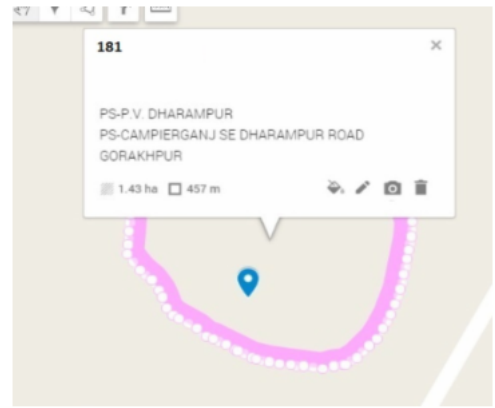 181
PS-P.V. DHARAMPUR
PS-CAMPIERGANJ SE DHARAMPUR ROAD
GORAKHPUR
1.43 ha 457 m